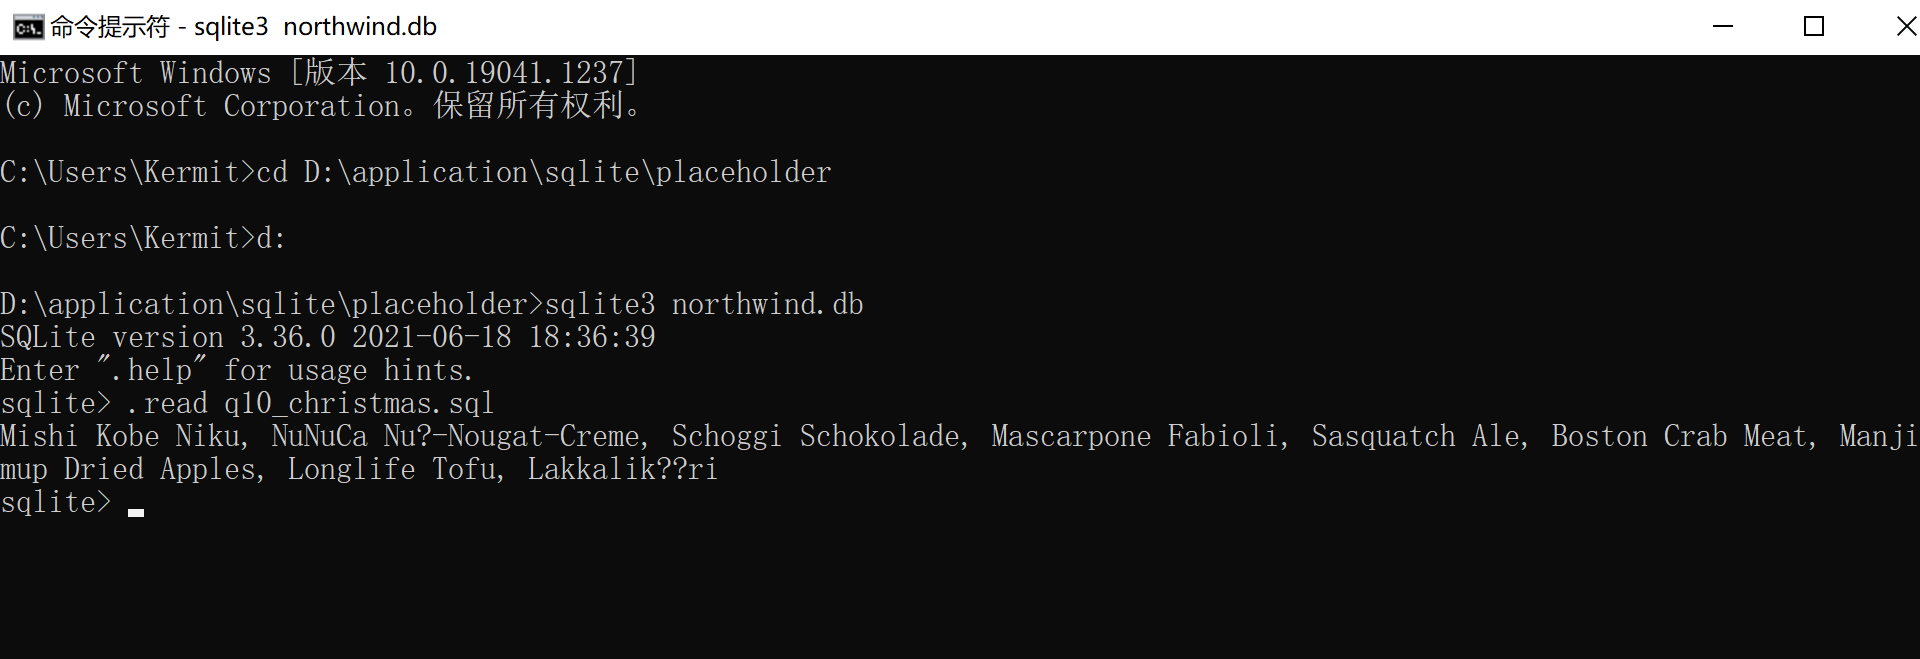 命令提示符 - sqlite3  northwind.db
Microsoft Windows [版本 10.0.19041.1237]
(c) Microsoft Corporation。保留所有权利。
C:\Users\Kermit>cd D:\application\sqlite\placeholder
C:\Users\Kermit>d:
D:\application\sqlite\placeholder>sqlite3 northwind.db
SQLite version 3.36.0 2021-06-18 18:36:39
Enter ".help" for usage hints.
sqlite> .read q10_christmas.sql
Mishi Kobe Niku, NuNuCa Nu?-Nougat-Creme, Schoggi Schokolade, Mascarpone Fabioli, Sasquatch Ale, Boston Crab Meat, Manji
mup Dried Apples, Longlife Tofu, Lakkalik??ri
sqlite>